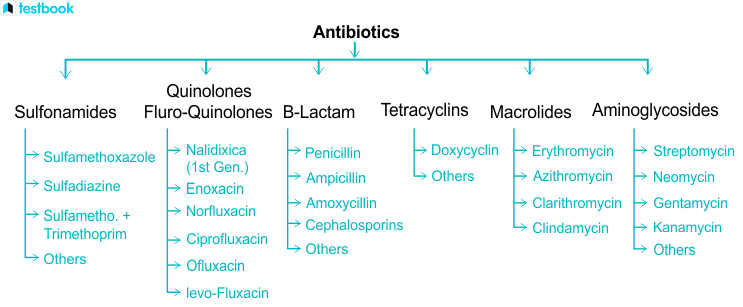 testbook
Antibiotics
Sulfonamides
Sulfamethoxazole
Sulfadiazine
Sulfametho. +
Trimethoprim
Others
Quinolones
Fluro-Quinolones
Nalidixica
(1st Gen.)
Enoxacin
Norfluxacin
Ciprofluxacin
Ofluxacin
levo-Fluxacin
B-Lactam
Penicillin
Ampicillin
Amoxycillin
Cephalosporins
Others
Tetracyclins
Doxycyclin
Others
Macrolides
Erythromycin
Azithromycin
Clarithromycin
Clindamycin
Aminoglycosides
Streptomycin
Neomycin
Gentamycin
Kanamycin
Others